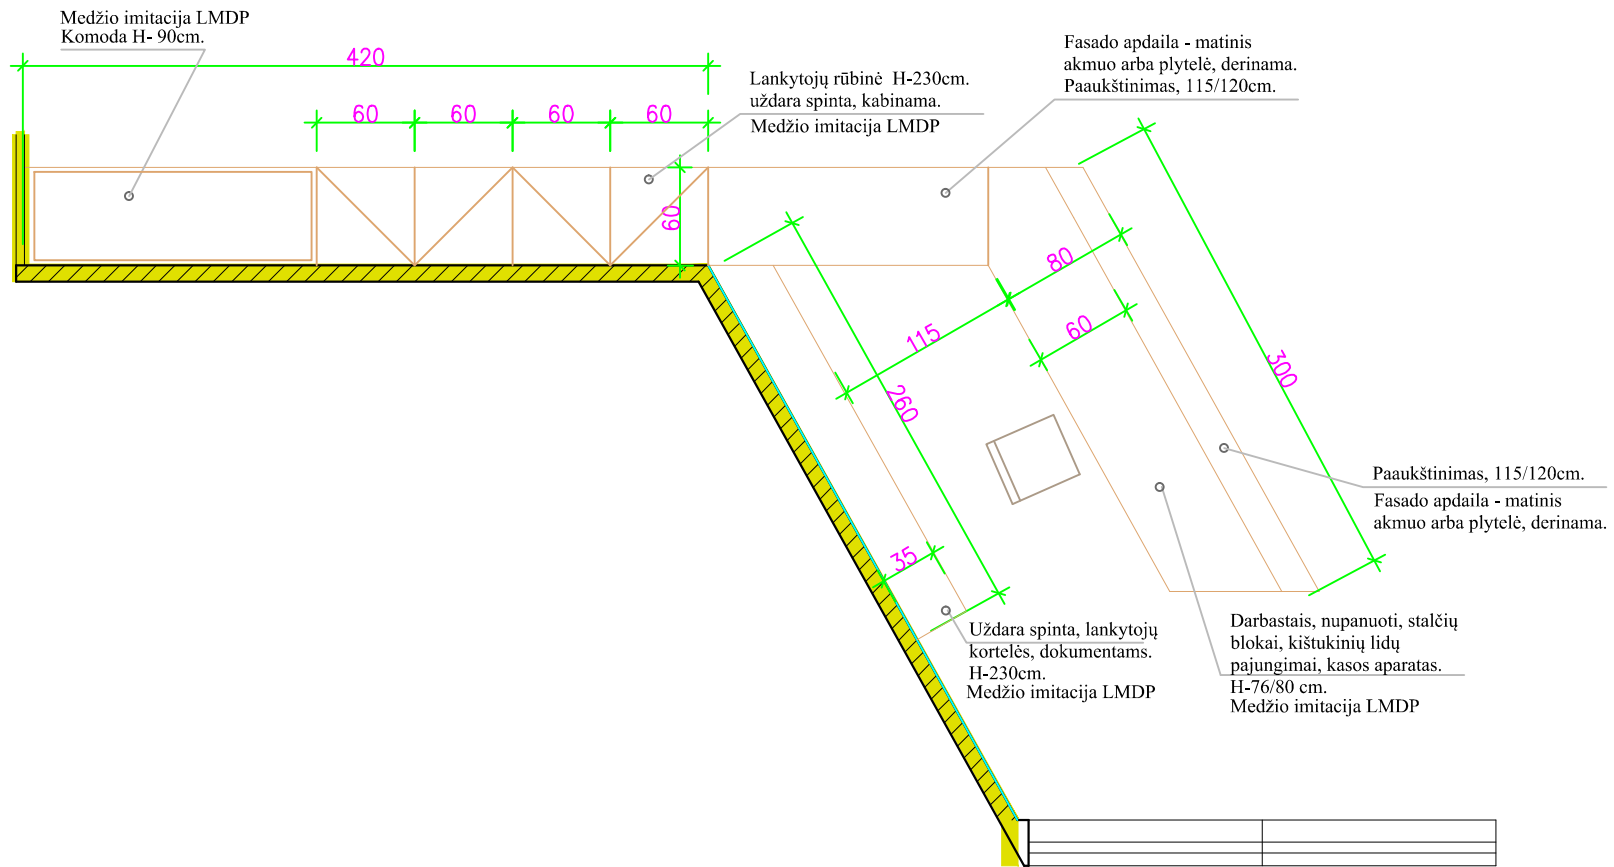 Medžio imitacija LMDP
Komoda H- 90cm.
420
60
60
60
60
Lankytojų rūbinė  H-230cm.
uždara spinta, kabinama.
Medžio imitacija LMDP
Fasado apdaila - matinis
akmuo arba plytelė, derinama.
Paaukštinimas, 115/120cm.
60
80
115
60
260
300
35
Paaukštinimas, 115/120cm.
Fasado apdaila - matinis
akmuo arba plytelė, derinama.
Uždara spinta, lankytojų
kortelės, dokumentams.
H-230cm.
Medžio imitacija LMDP
Darbastais, nupanuoti, stalčių
blokai, kištukinių lidų
pajungimai, kasos aparatas.
H-76/80 cm.
Medžio imitacija LMDP